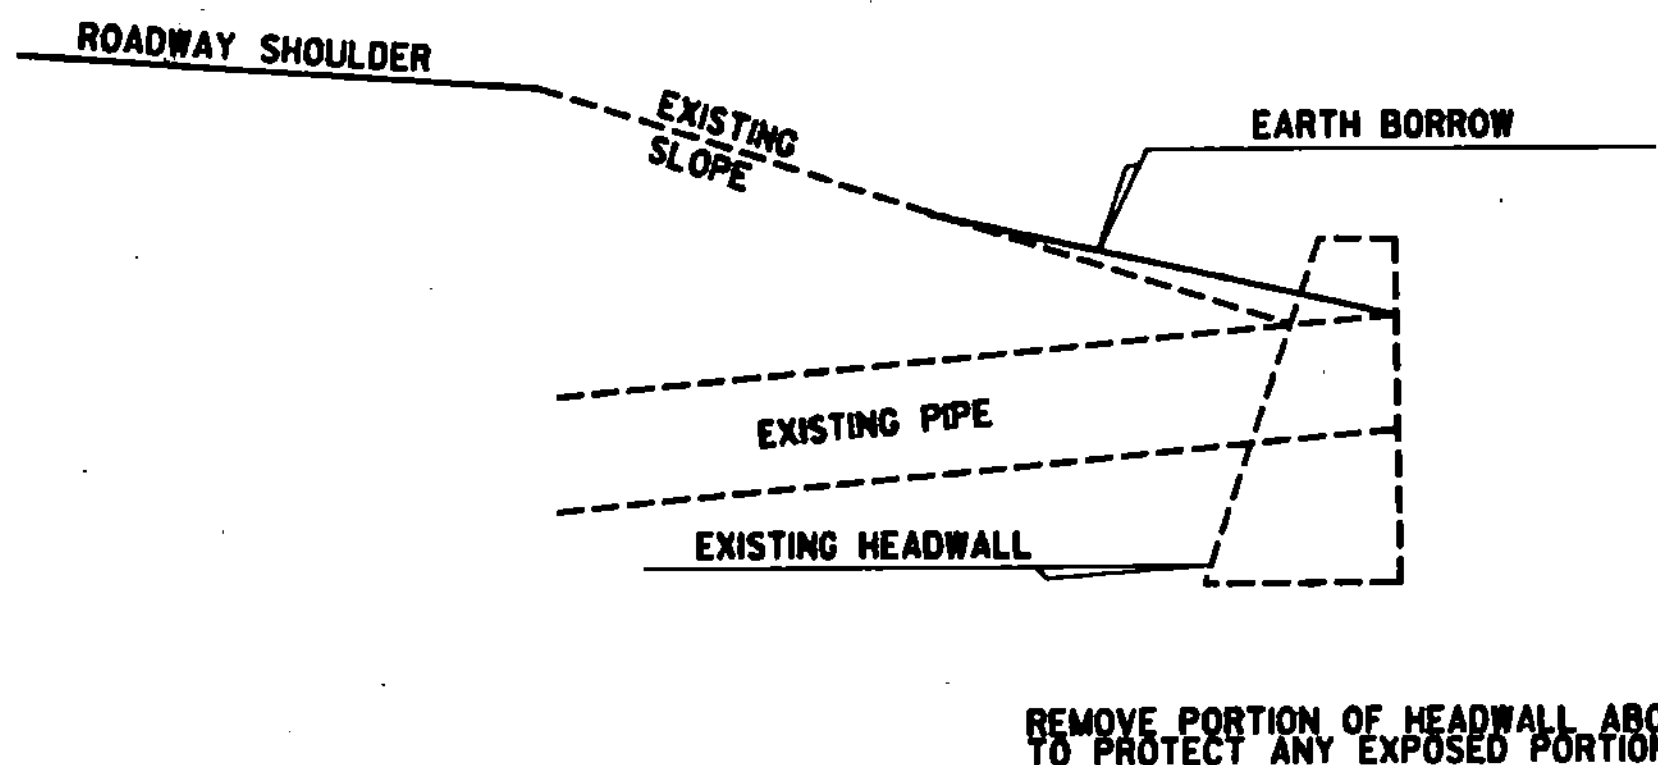 ROADWAY SHOULDER
EXISTING
SLOPE
EARTH BORROW
EXISTING PIPE
EXISTING HEADWALL
REMOVE PORTION OF HEADWALL
TO PROTECT ANY EXPOSED